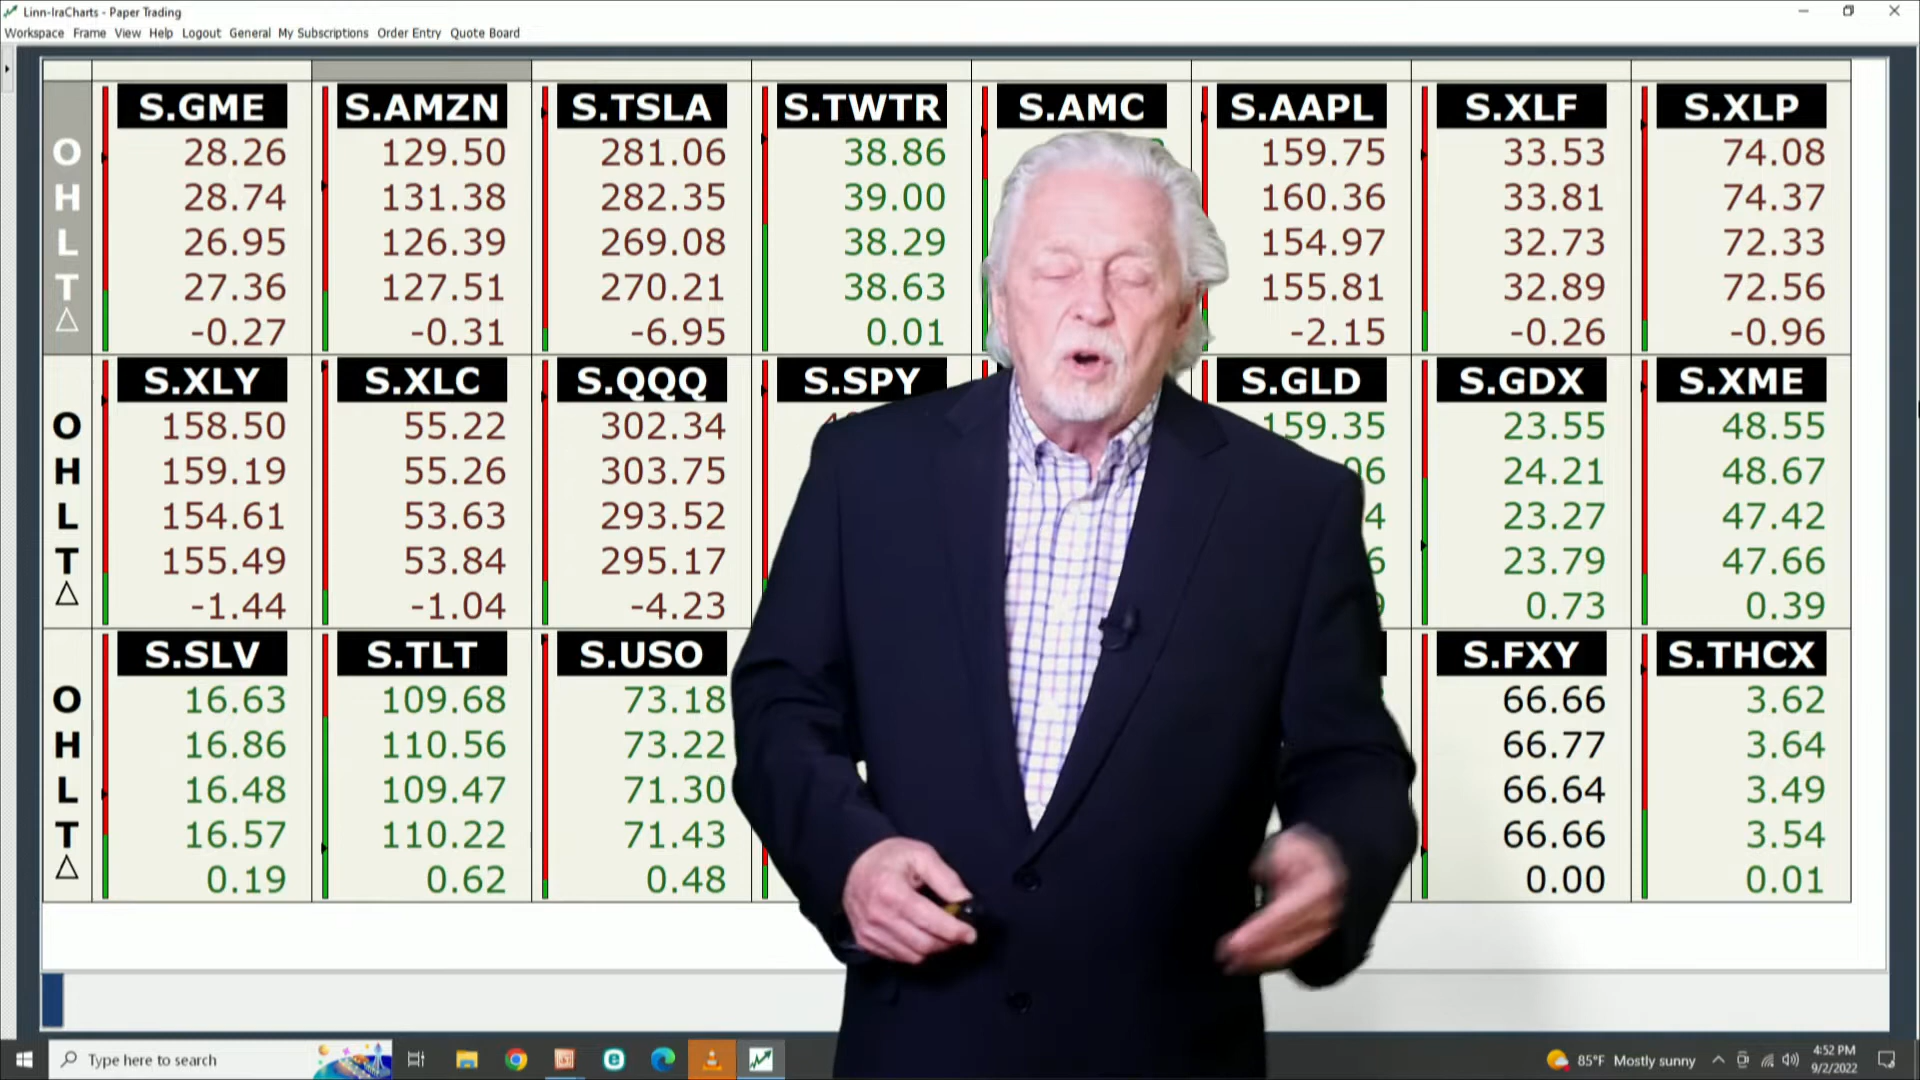 Linn-IraCharts - Paper Trading
Workspace Frame View Help Logout General My Subscriptions Order Entry Quote Board
S.GME S.AMZN S.TSLA S.TWTR S.AMC S.AAPL S.XLF S.XLP
O 28.26 129.50 281.06 38.86 159.75 33.53 74.08
H 28.74 131.38 282.35 39.00 160.36 33.81 74.37
L 26.95 126.39 269.08 38.29 154.97 32.73 72.33
T 27.36 127.51 270.21 38.63 155.81 32.89 72.56
△ -0.27 -0.31 -6.95 0.01 -2.15 -0.26 -0.96
S.XLY S.XLC S.QQQ S.SPY S.GLD S.GDX S.XME
O 158.50 55.22 302.34 159.35 23.55 48.55
H 159.19 55.26 303.75 24.21 48.67
L 154.61 53.63 293.52 23.27 47.42
T 155.49 53.84 295.17 23.79 47.66
△ -1.44 -1.04 -4.23 0.73 0.39
S.SLV S.TLT S.USO S.FXY S.THCX
O 16.63 109.68 73.18 66.66 3.62
H 16.86 110.56 73.22 66.77 3.64
L 16.48 109.47 71.30 66.64 3.49
T 16.57 110.22 71.43 66.66 3.54
△ 0.19 0.62 0.48 0.00 0.01
Type here to search
85°F Mostly sunny
4:52 PM
9/2/2022